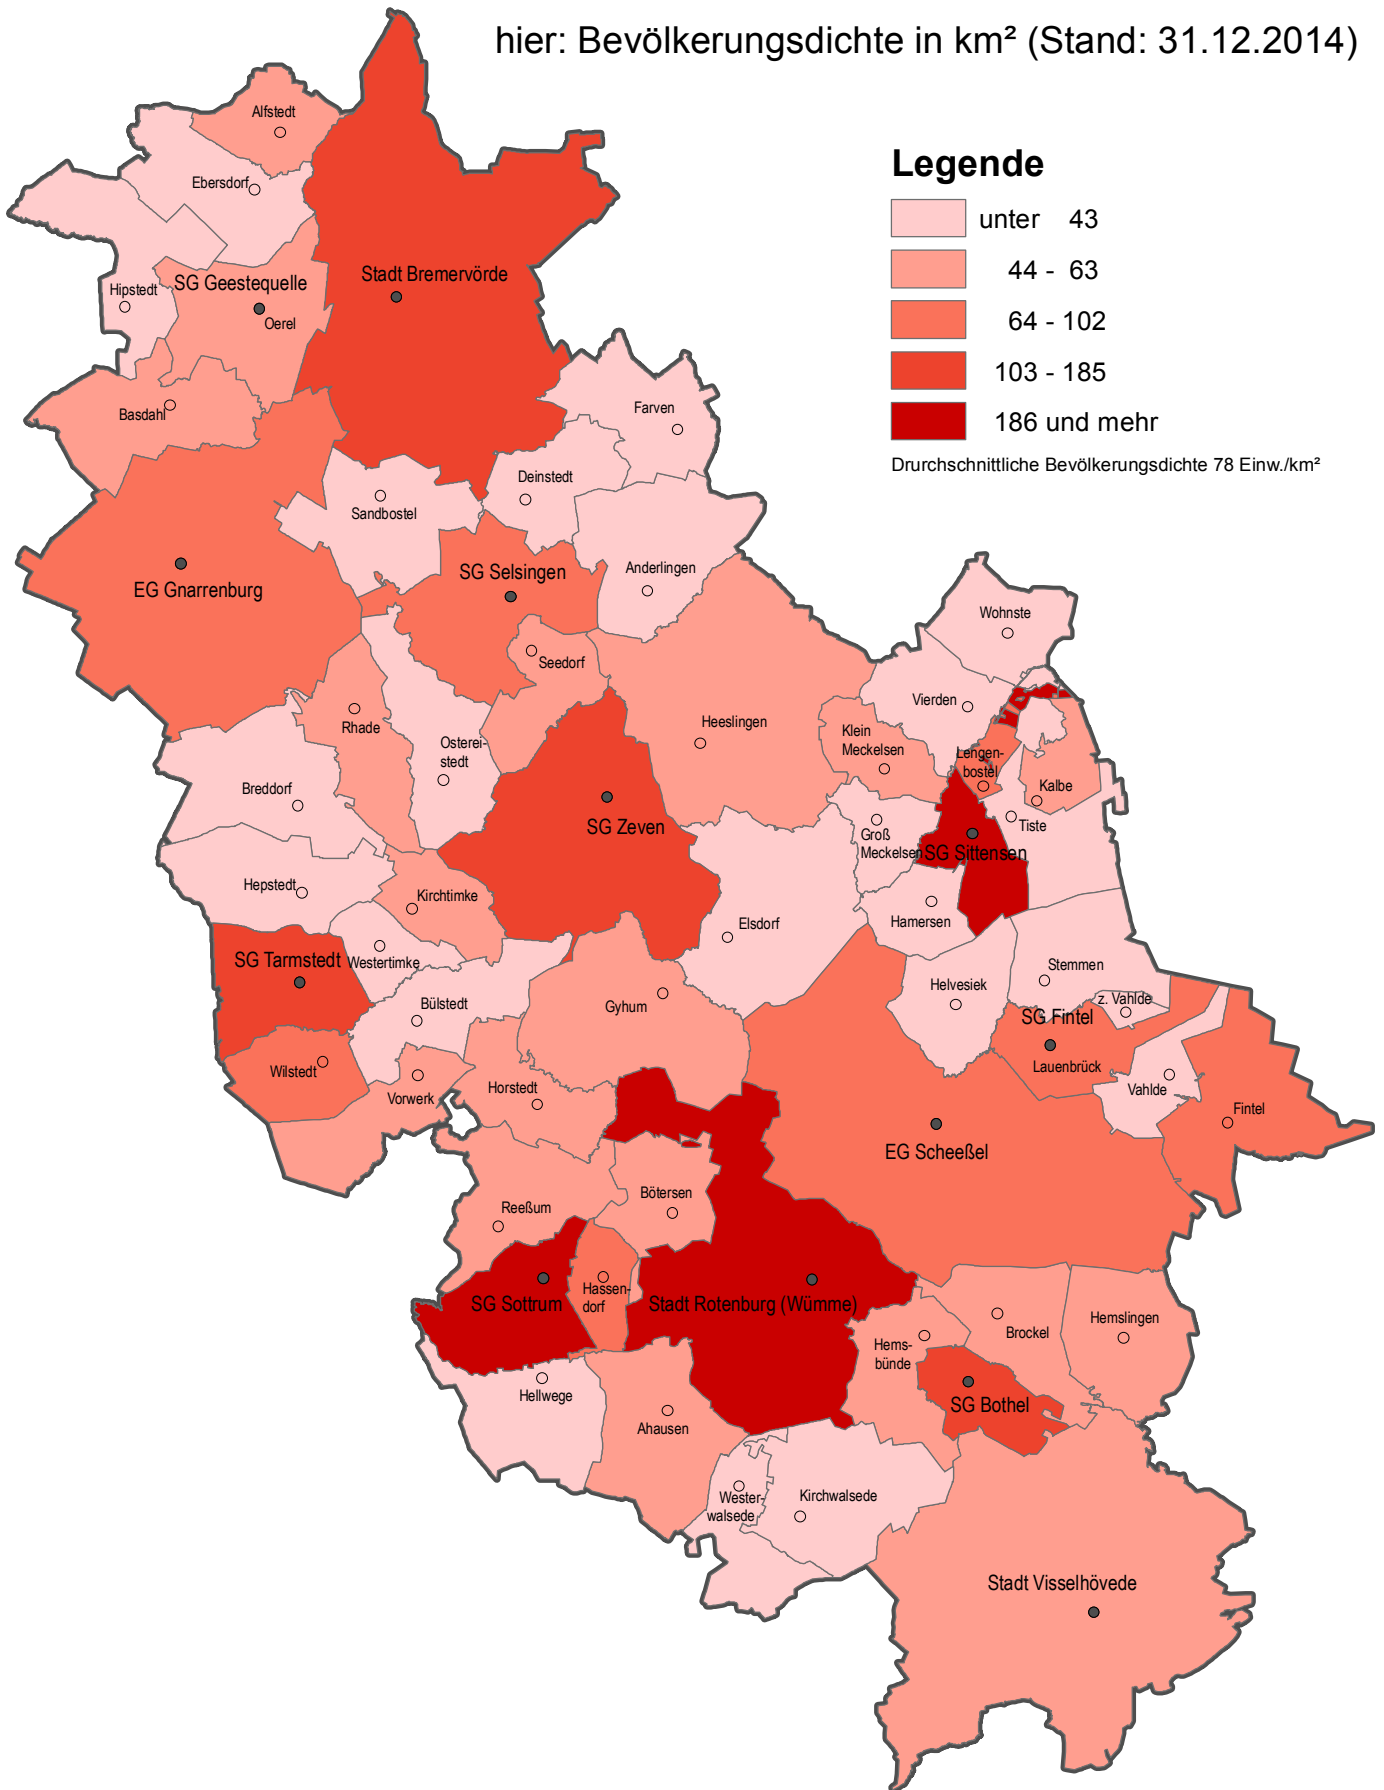 hier: Bevölkerungsdichte in km² (Stand: 31.12.2014)
Legende
unter 43
44 - 63
64 - 102
103 - 185
186 und mehr
Drurchschnittliche Bevölkerungsdichte 78 Einw./km²
Alfstedt
Ebersdorf
Stadt Bremervörde
SG Geestequelle
Hipstedt
Oerel
Basdahl
Farven
Deinstedt
Sandbostel
Anderlingen
SG Selsingen
EG Gnarrenburg
Wohnste
Seedorf
Vierden
Rhade
Heeslingen
Klein
Meckelsen
Osterei-
stedt
Lengen-
bostel
Kalbe
Breddorf
Tiste
SG Zeven
Groß
Meckelsen
SG Sittensen
Hepstedt
Kirchtimke
Hamersen
Elsdorf
SG Tarmstedt
Westertimke
Stemmen
Helvesiek
z. Vahlde
Bülstedt
Gyhum
SG Fintel
Wilstedt
Lauenbrück
Vahlde
Vorwerk
Horstedt
Fintel
EG Scheeßel
Bötersen
Reeßum
Hassen-
dorf
SG Sottrum
Stadt Rotenburg (Wümme)
Hemslingen
Brockel
Hems-
bünde
Hellwege
SG Bothel
Ahausen
Wester-
walsede
Kirchwalsede
Stadt Visselhövede